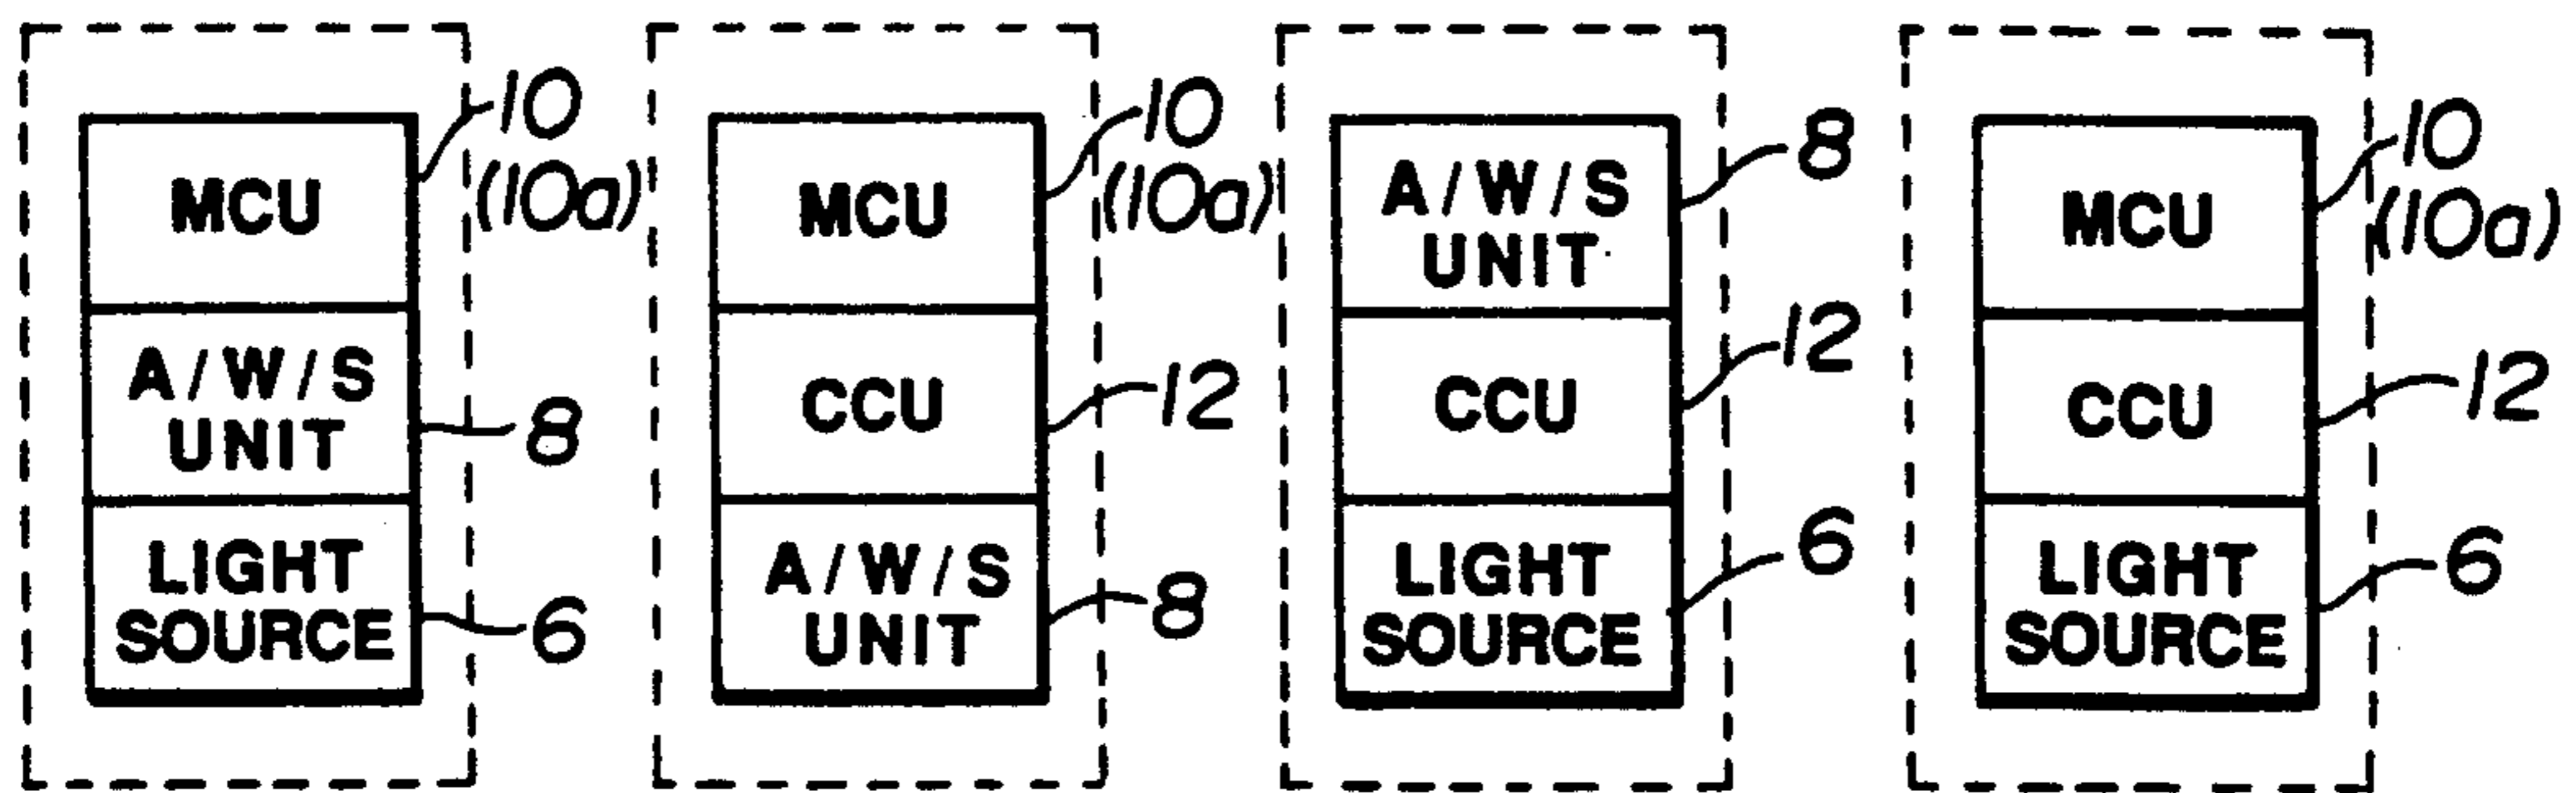 MCU
10
(10a)
A/W/S
UNIT
8
LIGHT
SOURCE
6
MCU
10
(10a)
CCU
12
A/W/S
UNIT
8
A/W/S
UNIT
8
CCU
12
LIGHT
SOURCE
6
MCU
10
(10a)
CCU
12
LIGHT
SOURCE
6